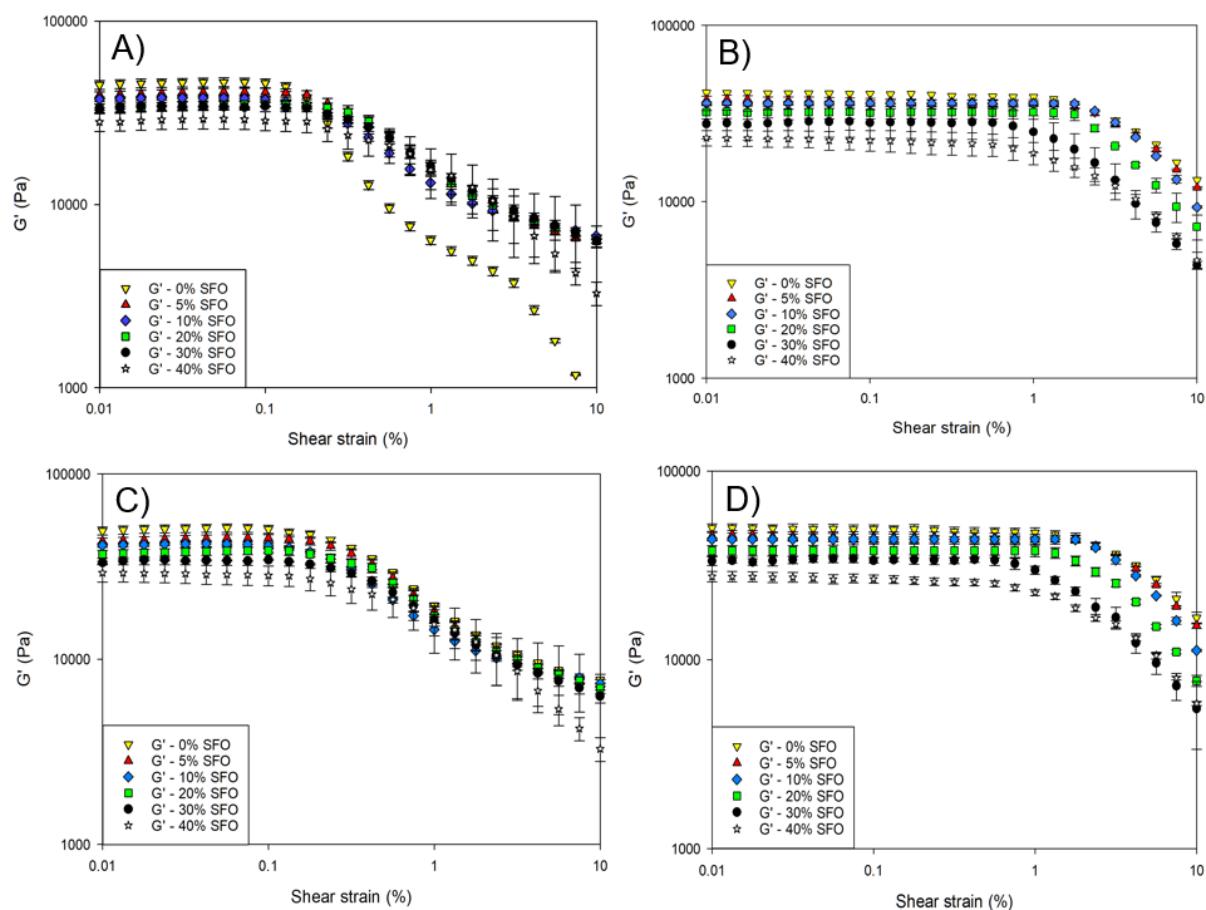 A)
100000
10000
1000
G' (Pa)
G' - 0% SFO
G' - 5% SFO
G' - 10% SFO
G' - 20% SFO
G' - 30% SFO
G' - 40% SFO
0.01 0.1 1 10
Shear strain (%)
B)
100000
10000
1000
G' (Pa)
G' - 0% SFO
G' - 5% SFO
G' - 10% SFO
G' - 20% SFO
G' - 30% SFO
G' - 40% SFO
0.01 0.1 1 10
Shear strain (%)
C)
100000
10000
1000
G' (Pa)
G' - 0% SFO
G' - 5% SFO
G' - 10% SFO
G' - 20% SFO
G' - 30% SFO
G' - 40% SFO
0.01 0.1 1 10
Shear strain (%)
D)
100000
10000
1000
G' (Pa)
G' - 0% SFO
G' - 5% SFO
G' - 10% SFO
G' - 20% SFO
G' - 30% SFO
G' - 40% SFO
0.01 0.1 1 10
Shear strain (%)